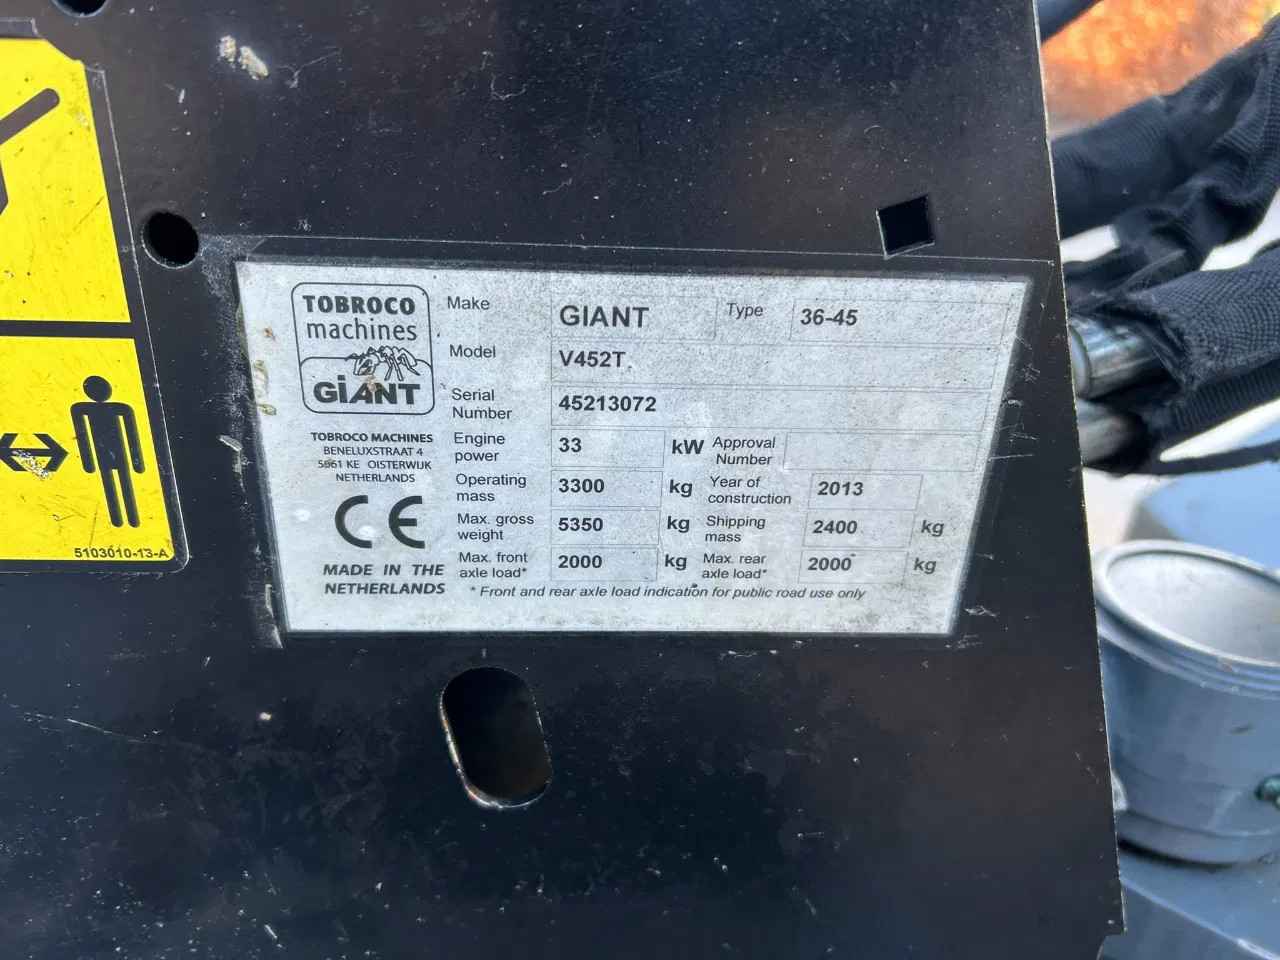 TOBROCO
machines
GiANT
TOBROCO MACHINES
BENELUXSTRAAT 4
5061 KE OISTERWIJK
NETHERLANDS
CE
MADE IN THE
NETHERLANDS
Make GIANT Type 36-45
Model V452T
Serial Number 45213072
Engine power 33 kW Approval Number
Operating mass 3300 kg Year of construction 2013
Max. gross weight 5350 kg Shipping mass 2400 kg
Max. front axle load* 2000 kg Max. rear axle load* 2000 kg
* Front and rear axle load indication for public road use only
5103010-13-A